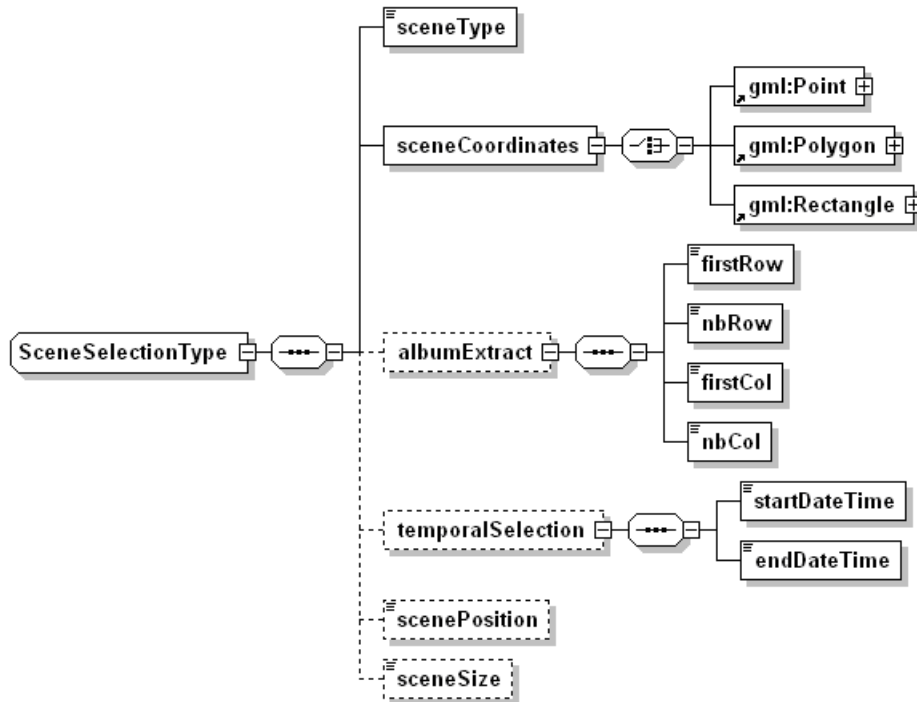 sceneType
gml:Point
sceneCoordinates
gml:Polygon
gml:Rectangle
firstRow
nbRow
SceneSelectionType
albumExtract
firstCol
nbCol
startDateTime
temporalSelection
endDateTime
scenePosition
sceneSize